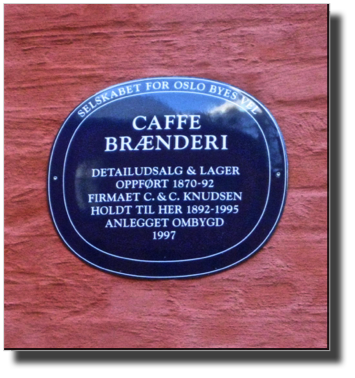 SELSKABET FOR OSLO BYES VEL
CAFFE
BRÆNDERI
DETAILUDSALG & LAGER
OPPFØRT 1870-92
FIRMAET C. & C. KNUDSEN
HOLDT TIL HER 1892-1995
ANLEGGET OMBYGD
1997